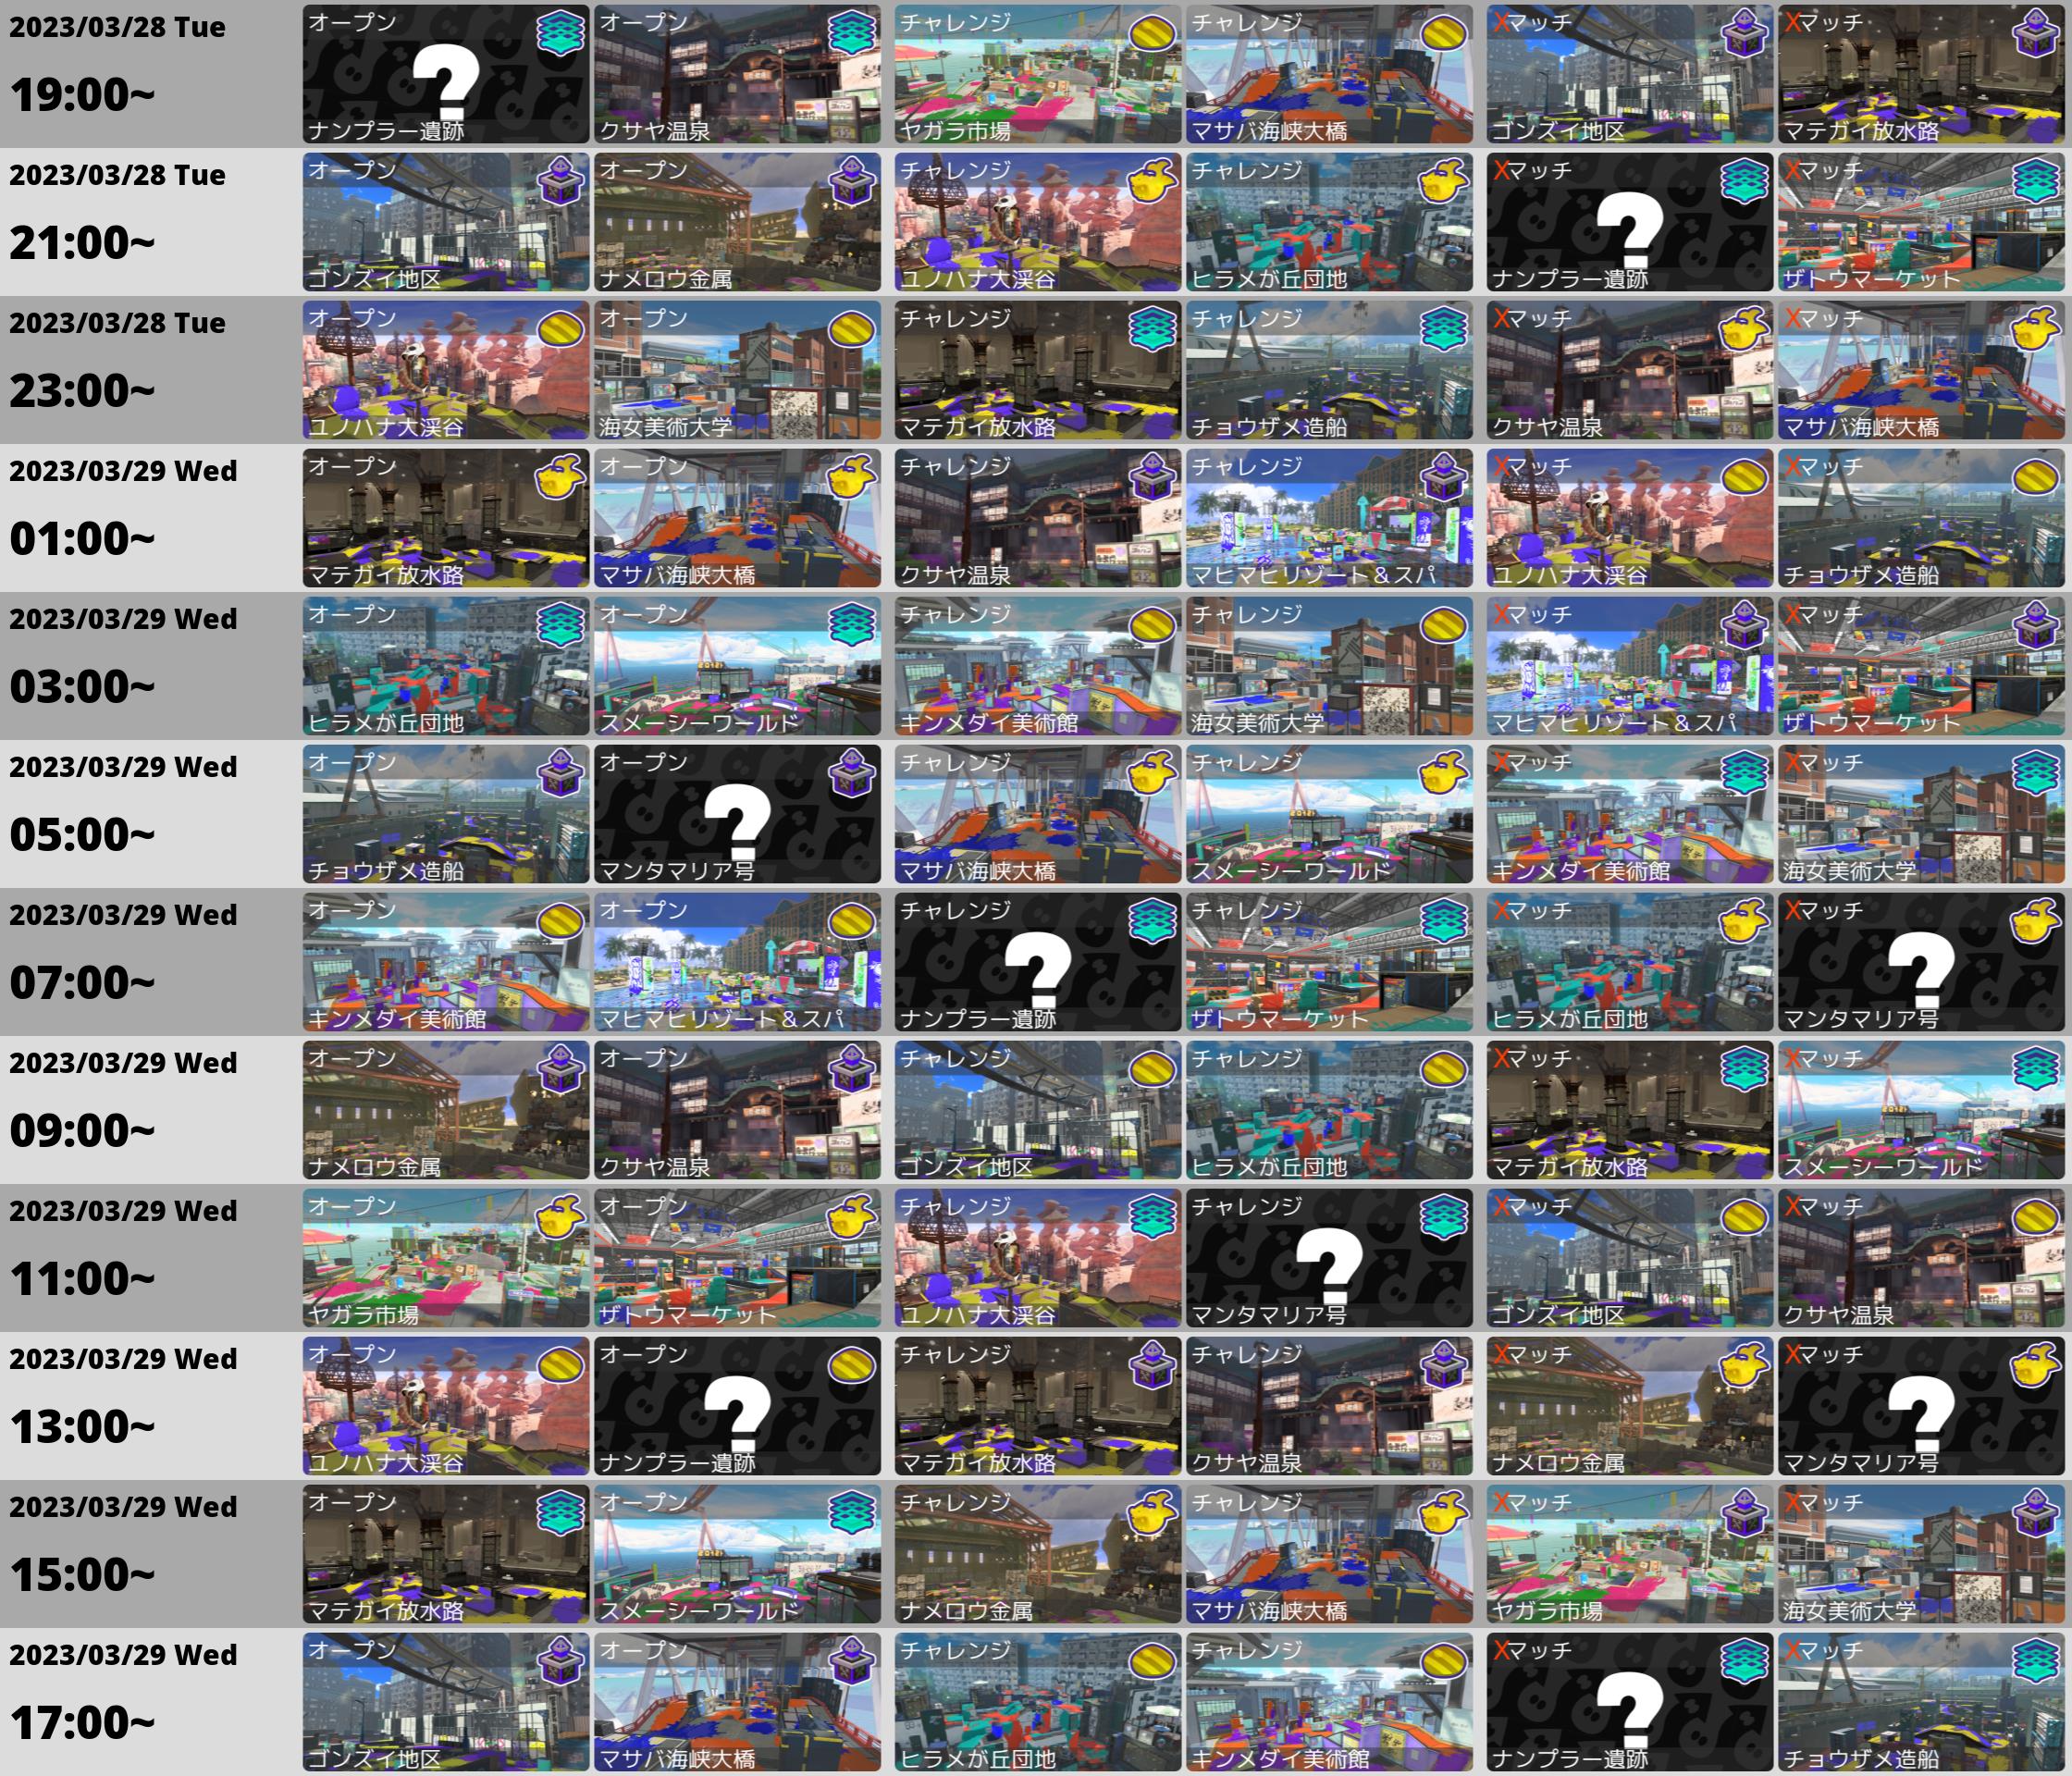 2023/03/28 Tue
19:00~
オープン オープン チャレンジ チャレンジ Xマッチ Xマッチ
ナンプラー遺跡 クサヤ温泉 ヤガラ市場 マサバ海峡大橋 ゴンズイ地区 マテガイ放水路
2023/03/28 Tue
21:00~
オープン オープン チャレンジ チャレンジ Xマッチ Xマッチ
ゴンズイ地区 ナメロウ金属 ユノハナ大渓谷 ヒラメが丘団地 ナンプラー遺跡 ザトウマーケット
2023/03/28 Tue
23:00~
オープン オープン チャレンジ チャレンジ Xマッチ Xマッチ
ユノハナ大渓谷 海女美術大学 マテガイ放水路 チョウザメ造船 クサヤ温泉 マサバ海峡大橋
2023/03/29 Wed
01:00~
オープン オープン チャレンジ チャレンジ Xマッチ Xマッチ
マテガイ放水路 マサバ海峡大橋 クサヤ温泉 マヒマヒリゾート＆スパ ユノハナ大渓谷 チョウザメ造船
2023/03/29 Wed
03:00~
オープン オープン チャレンジ チャレンジ Xマッチ Xマッチ
ヒラメが丘団地 スメーシーワールド キンメダイ美術館 海女美術大学 マヒマヒリゾート＆スパ ザトウマーケット
2023/03/29 Wed
05:00~
オープン オープン チャレンジ チャレンジ Xマッチ Xマッチ
チョウザメ造船 マンタマリア号 マサバ海峡大橋 スメーシーワールド キンメダイ美術館 海女美術大学
2023/03/29 Wed
07:00~
オープン オープン チャレンジ チャレンジ Xマッチ Xマッチ
キンメダイ美術館 マヒマヒリゾート＆スパ ナンプラー遺跡 ザトウマーケット ヒラメが丘団地 マンタマリア号
2023/03/29 Wed
09:00~
オープン オープン チャレンジ チャレンジ Xマッチ Xマッチ
ナメロウ金属 クサヤ温泉 ゴンズイ地区 ヒラメが丘団地 マテガイ放水路 スメーシーワールド
2023/03/29 Wed
11:00~
オープン オープン チャレンジ チャレンジ Xマッチ Xマッチ
ヤガラ市場 ザトウマーケット ユノハナ大渓谷 マンタマリア号 ゴンズイ地区 クサヤ温泉
2023/03/29 Wed
13:00~
オープン オープン チャレンジ チャレンジ Xマッチ Xマッチ
ユノハナ大渓谷 ナンプラー遺跡 マテガイ放水路 クサヤ温泉 ナメロウ金属 マンタマリア号
2023/03/29 Wed
15:00~
オープン オープン チャレンジ チャレンジ Xマッチ Xマッチ
マテガイ放水路 スメーシーワールド ナメロウ金属 マサバ海峡大橋 ヤガラ市場 海女美術大学
2023/03/29 Wed
17:00~
オープン オープン チャレンジ チャレンジ Xマッチ Xマッチ
ゴンズイ地区 マサバ海峡大橋 ヒラメが丘団地 キンメダイ美術館 ナンプラー遺跡 チョウザメ造船